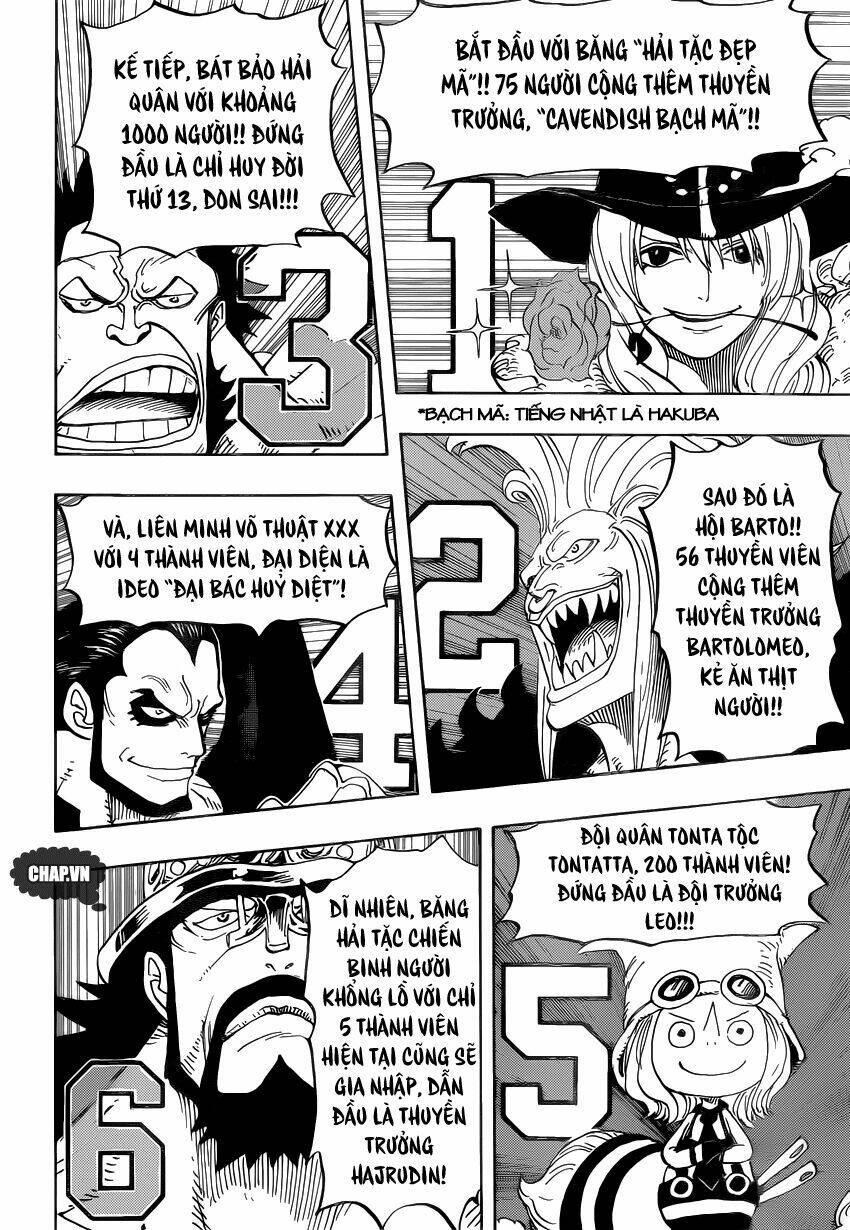 BẮT ĐẦU VỚI BĂNG "HẢI TẶC ĐẸP
MÃ"!! 75 NGƯỜI CỘNG THÊM THUYỀN
TRƯỞNG, "CAVENDISH BẠCH MÃ"!!
1
*BẠCH MÃ: TIẾNG NHẬT LÀ HAKUBA
SAU ĐÓ LÀ
HỘI BARTO!!
56 THUYỀN VIÊN
CỘNG THÊM
THUYỀN TRƯỞNG
BARTOLOMEO,
KẺ ĂN THỊT
NGƯỜI!!
2
KẾ TIẾP, BÁT BẢO HẢI
QUÂN VỚI KHOẢNG
1000 NGƯỜI!! ĐỨNG
ĐẦU LÀ CHỈ HUY ĐỜI
THỨ 13, DON SAI!!!
3
VÀ, LIÊN MINH VÕ THUẬT XXX
VỚI 4 THÀNH VIÊN, ĐẠI DIỆN LÀ
IDEO "ĐẠI BÁC HUỶ DIỆT"!
4
ĐỘI QUÂN TONTA TỘC
TONTATTA, 200 THÀNH VIÊN!
ĐỨNG ĐẦU LÀ ĐỘI TRƯỞNG
LEO!!!
5
DĨ NHIÊN, BĂNG
HẢI TẶC CHIẾN
BINH NGƯỜI
KHỔNG LỒ VỚI CHỈ
5 THÀNH VIÊN
HIỆN TẠI CŨNG SẼ
GIA NHẬP, DẪN
ĐẦU LÀ THUYỀN
TRƯỞNG
HAJRUDIN!
6
CHAP.VN